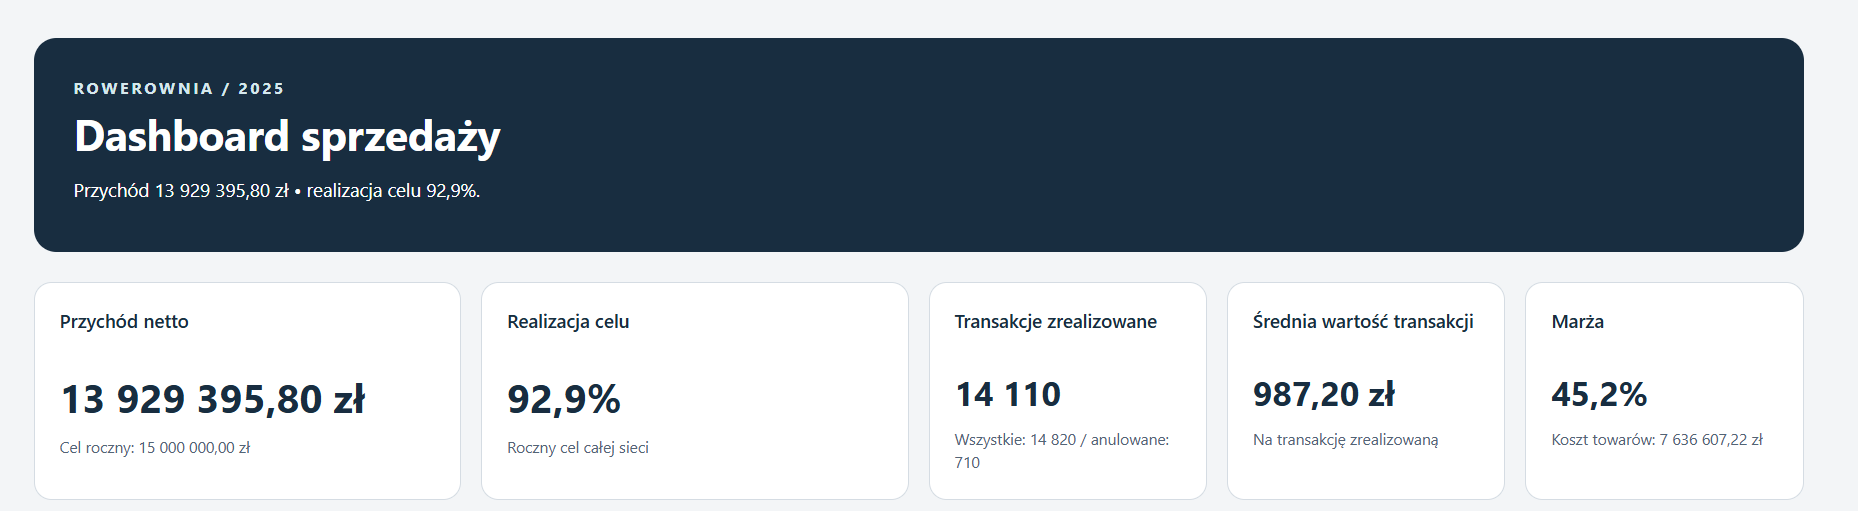 ROWEROWNIA / 2025
Dashboard sprzedaży
Przychód 13 929 395,80 zł • realizacja celu 92,9%.
Przychód netto
13 929 395,80 zł
Cel roczny: 15 000 000,00 zł
Realizacja celu
92,9%
Roczny cel całej sieci
Transakcje zrealizowane
14 110
Wszystkie: 14 820 / anulowane:
710
Średnia wartość transakcji
987,20 zł
Na transakcję zrealizowaną
Marża
45,2%
Koszt towarów: 7 636 607,22 zł